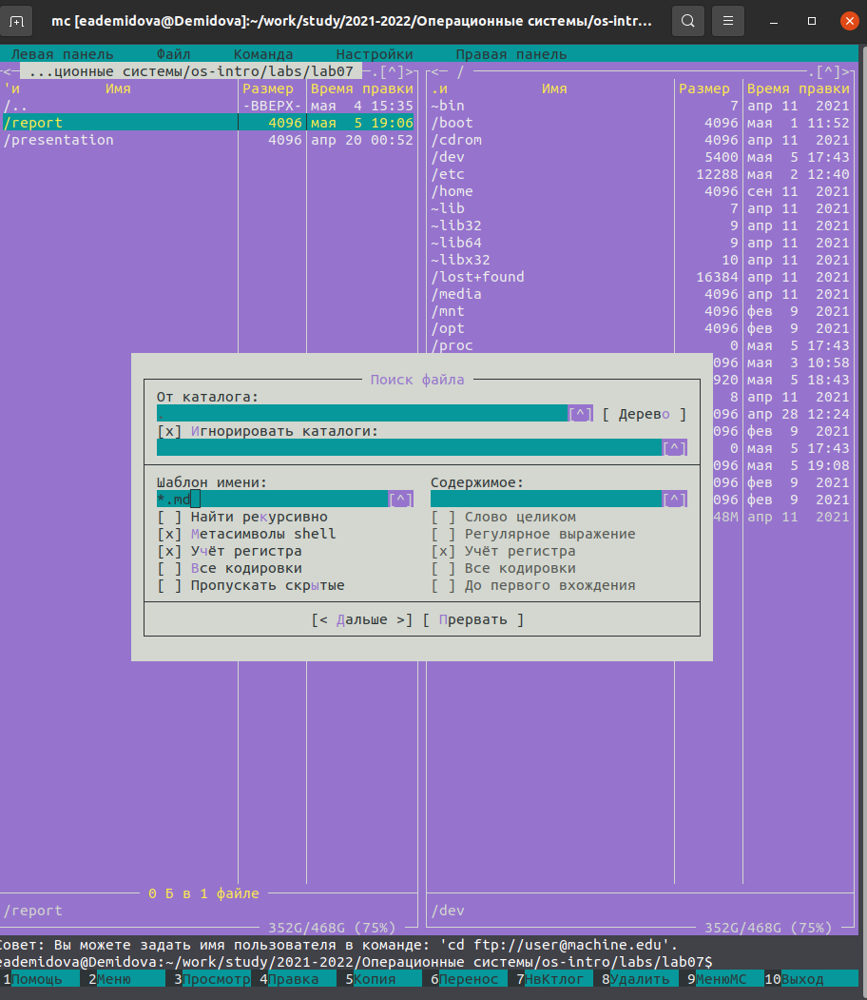 mc [eademidova@Demidova]:~/work/study/2021-2022/Операционные системы/os-intr...
Левая панель Файл Команда Настройки Правая панель
<— ...ционные системы/os-intro/labs/lab07 —.[^]> <— / —.[^]>
'и Имя Размер Время правки .и Имя Размер Время правки
/.. -ВВЕРХ- мая 4 15:35 ~bin 7 апр 11 2021
/report 4096 мая 5 19:06 /boot 4096 мая 1 11:52
/presentation 4096 апр 20 00:52 /cdrom 4096 апр 11 2021
/dev 5400 мая 5 17:43
/etc 12288 мая 2 12:40
/home 4096 сен 11 2021
~lib 7 апр 11 2021
~lib32 9 апр 11 2021
~lib64 9 апр 11 2021
~libx32 10 апр 11 2021
/lost+found 16384 апр 11 2021
/media 4096 апр 11 2021
/mnt 4096 фев 9 2021
/opt 4096 фев 9 2021
/proc 0 мая 5 17:43
096 мая 3 10:58
Поиск файла 920 мая 5 18:43
От каталога: 8 апр 11 2021
. [^] [ Дерево ] 096 апр 28 12:24
[x] Игнорировать каталоги: 096 фев 9 2021
[^] 0 мая 5 17:43
096 мая 5 19:08
Шаблон имени: Содержимое: 096 фев 9 2021
*.md [^] [^] 096 фев 9 2021
[ ] Найти рекурсивно [ ] Слово целиком 48M апр 11 2021
[x] Метасимволы shell [ ] Регулярное выражение
[x] Учёт регистра [x] Учёт регистра
[ ] Все кодировки [ ] Все кодировки
[ ] Пропускать скрытые [ ] До первого вхождения
[< Дальше >] [ Прервать ]
0 Б в 1 файле
/report /dev
352G/468G (75%) 352G/468G (75%)
Совет: Вы можете задать имя пользователя в команде: 'cd ftp://user@machine.edu'.
eademidova@Demidova:~/work/study/2021-2022/Операционные системы/os-intro/labs/lab07$
1Помощь 2Меню 3Просмотр 4Правка 5Копия 6Перенос 7НвКтлог 8Удалить 9МенюМС 10Выход